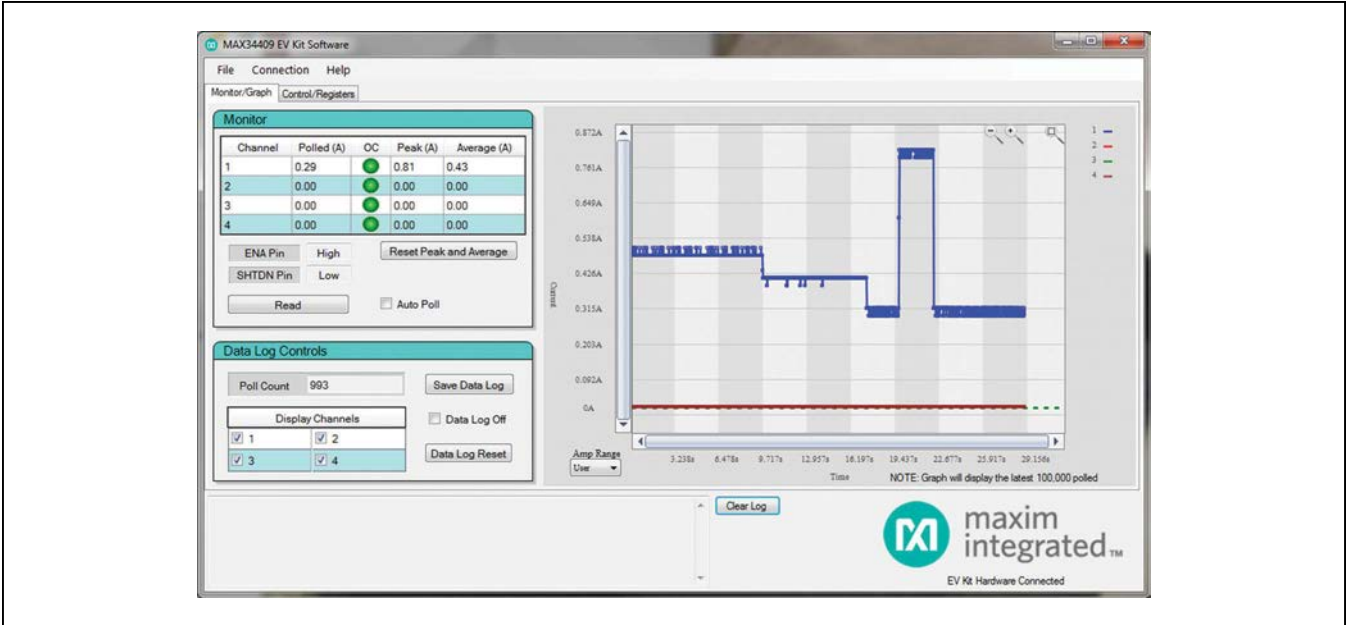 MAX34409 EV Kit Software
File Connection Help
Monitor/Graph Control/Registers
Monitor
Channel Polled (A) OC Peak (A) Average (A)
1 0.29 0.81 0.43
2 0.00 0.00 0.00
3 0.00 0.00 0.00
4 0.00 0.00 0.00
ENA Pin High Reset Peak and Average
SHTDN Pin Low
Read Auto Poll
Data Log Controls
Poll Count 993 Save Data Log
Display Channels Data Log Off
1 2
3 4 Data Log Reset
0.872A
0.761A
0.649A
0.538A
0.426A
0.315A
0.203A
0.092A
0A
Current
1
2
3
4
Amp Range
User
3.238s 6.478s 9.717s 12.957s 16.197s 19.437s 22.677s 25.917s 29.156s
Time NOTE: Graph will display the latest 100,000 polled
Clear Log
maxim
integrated™
EV Kit Hardware Connected